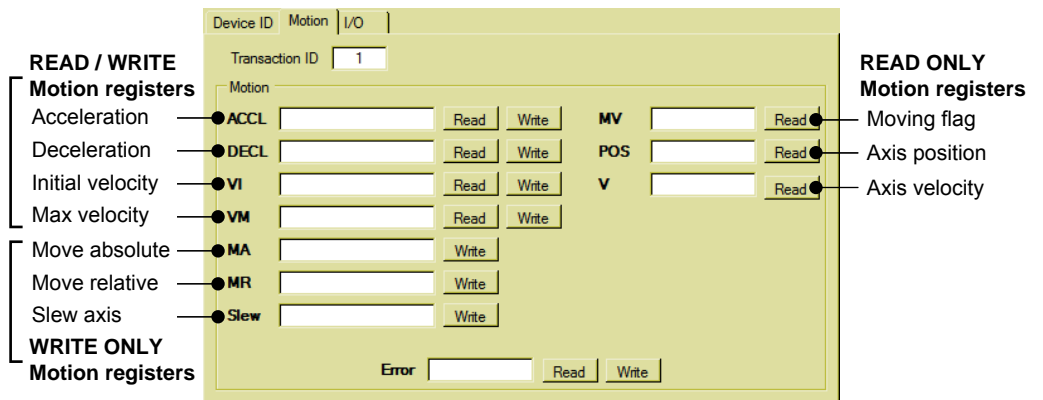 Device ID Motion I/O
Transaction ID 1
READ / WRITE
Motion registers
READ ONLY
Motion registers
Motion
Acceleration ACCL Read Write MV Read Moving flag
Deceleration DECL Read Write POS Read Axis position
Initial velocity VI Read Write V Read Axis velocity
Max velocity VM Read Write
Move absolute MA Write
Move relative MR Write
Slew axis Slew Write
WRITE ONLY
Motion registers
Error Read Write